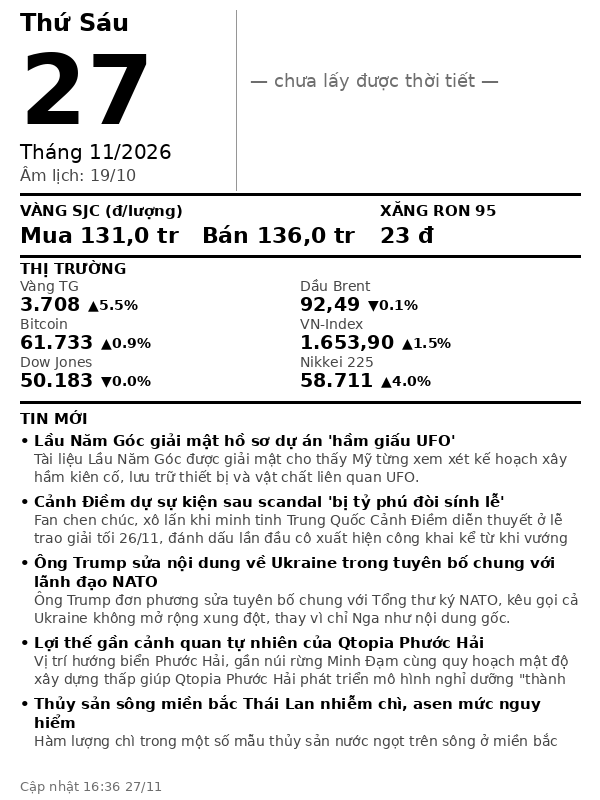 Thứ Sáu
27
Tháng 11/2026
Âm lịch: 19/10
— chưa lấy được thời tiết —
VÀNG SJC (đ/lượng)
Mua 131,0 tr Bán 136,0 tr
XĂNG RON 95
23 đ
THỊ TRƯỜNG
Vàng TG
3.708 ▲5.5%
Dầu Brent
92,49 ▼0.1%
Bitcoin
61.733 ▲0.9%
VN-Index
1.653,90 ▲1.5%
Dow Jones
50.183 ▼0.0%
Nikkei 225
58.711 ▲4.0%
TIN MỚI
• Lầu Năm Góc giải mật hồ sơ dự án 'hầm giấu UFO'
Tài liệu Lầu Năm Góc được giải mật cho thấy Mỹ từng xem xét kế hoạch xây
hầm kiên cố, lưu trữ thiết bị và vật chất liên quan UFO.
• Cảnh Điềm dự sự kiện sau scandal 'bị tỷ phú đòi sính lễ'
Fan chen chúc, xô lấn khi minh tinh Trung Quốc Cảnh Điềm diễn thuyết ở lễ
trao giải tối 26/11, đánh dấu lần đầu cô xuất hiện công khai kể từ khi vướng
• Ông Trump sửa nội dung về Ukraine trong tuyên bố chung với
lãnh đạo NATO
Ông Trump đơn phương sửa tuyên bố chung với Tổng thư ký NATO, kêu gọi cả
Ukraine không mở rộng xung đột, thay vì chỉ Nga như nội dung gốc.
• Lợi thế gần cảnh quan tự nhiên của Qtopia Phước Hải
Vị trí hướng biển Phước Hải, gần núi rừng Minh Đạm cùng quy hoạch mật độ
xây dựng thấp giúp Qtopia Phước Hải phát triển mô hình nghỉ dưỡng "thành
• Thủy sản sông miền bắc Thái Lan nhiễm chì, asen mức nguy
hiểm
Hàm lượng chì trong một số mẫu thủy sản nước ngọt trên sông ở miền bắc
Cập nhật 16:36 27/11